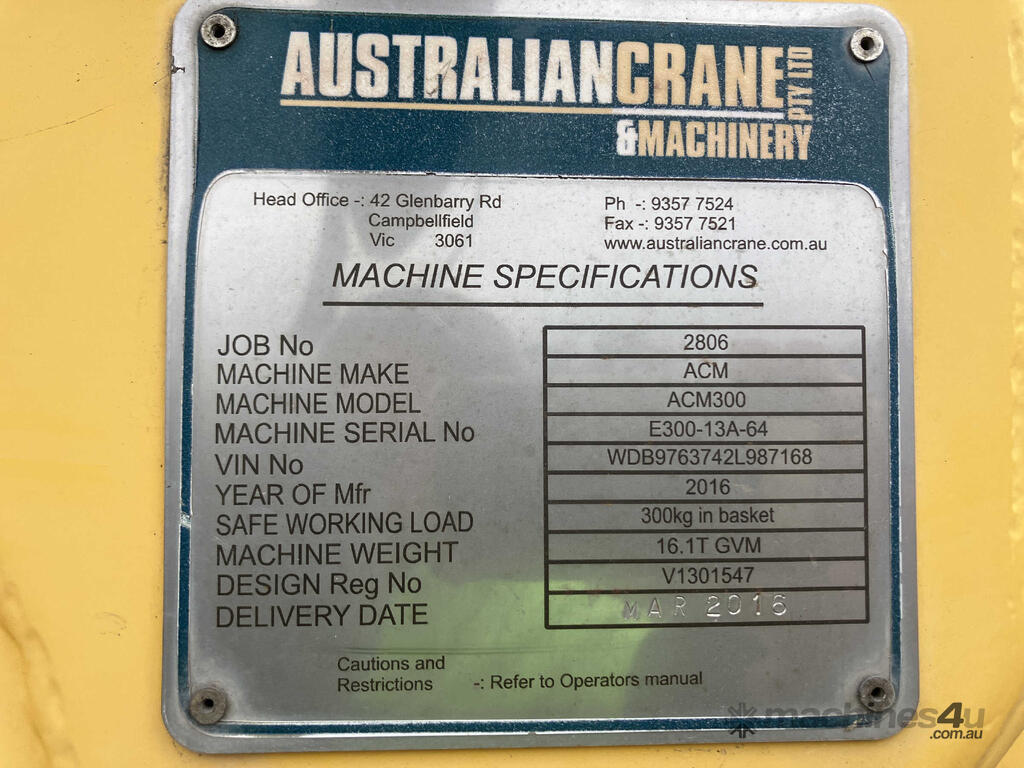 AUSTRALIANCRANE PTY LTD
&MACHINERY
Head Office -: 42 Glenbarry Rd
Campbellfield
Vic 3061
Ph -: 9357 7524
Fax -: 9357 7521
www.australiancrane.com.au
MACHINE SPECIFICATIONS
JOB No 2806
MACHINE MAKE ACM
MACHINE MODEL ACM300
MACHINE SERIAL No E300-13A-64
VIN No WDB9763742L987168
YEAR OF Mfr 2016
SAFE WORKING LOAD 300kg in basket
MACHINE WEIGHT 16.1T GVM
DESIGN Reg No V1301547
DELIVERY DATE MAR 2016
Cautions and
Restrictions -: Refer to Operators manual
machines4u
.com.au